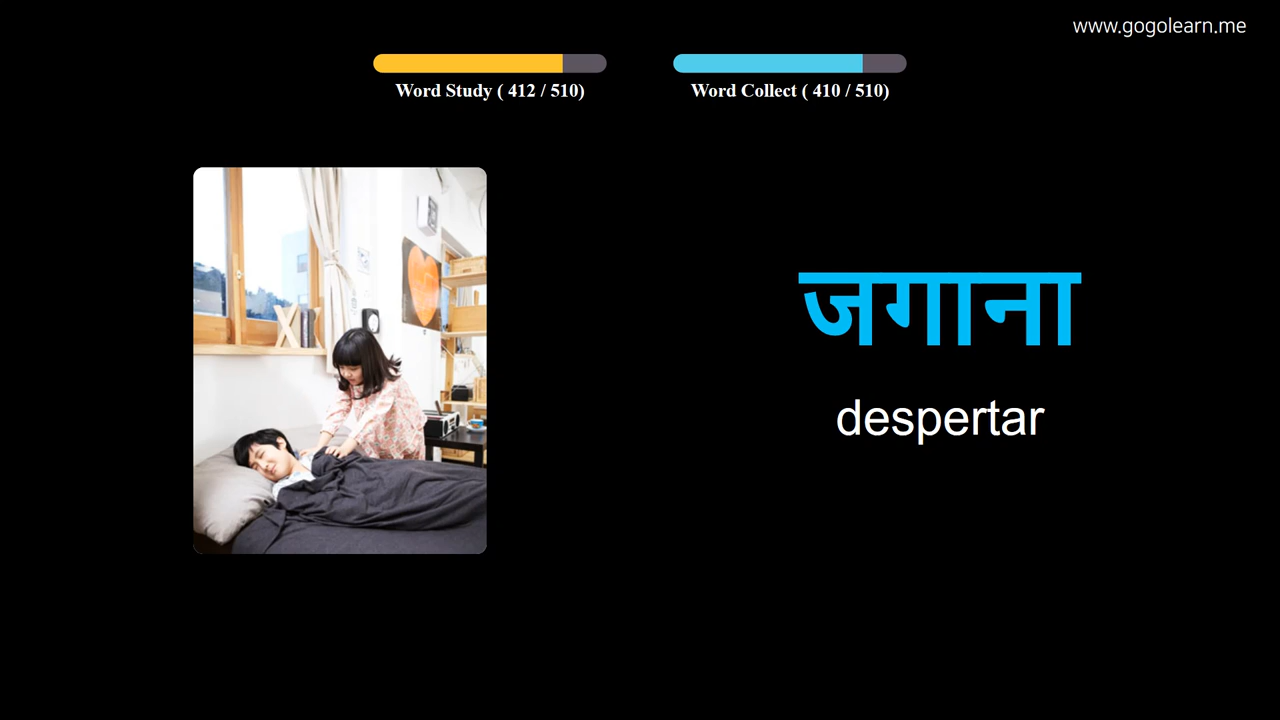 www.gogolearn.me
Word Study ( 412 / 510)
Word Collect ( 410 / 510)
जगाना
despertar